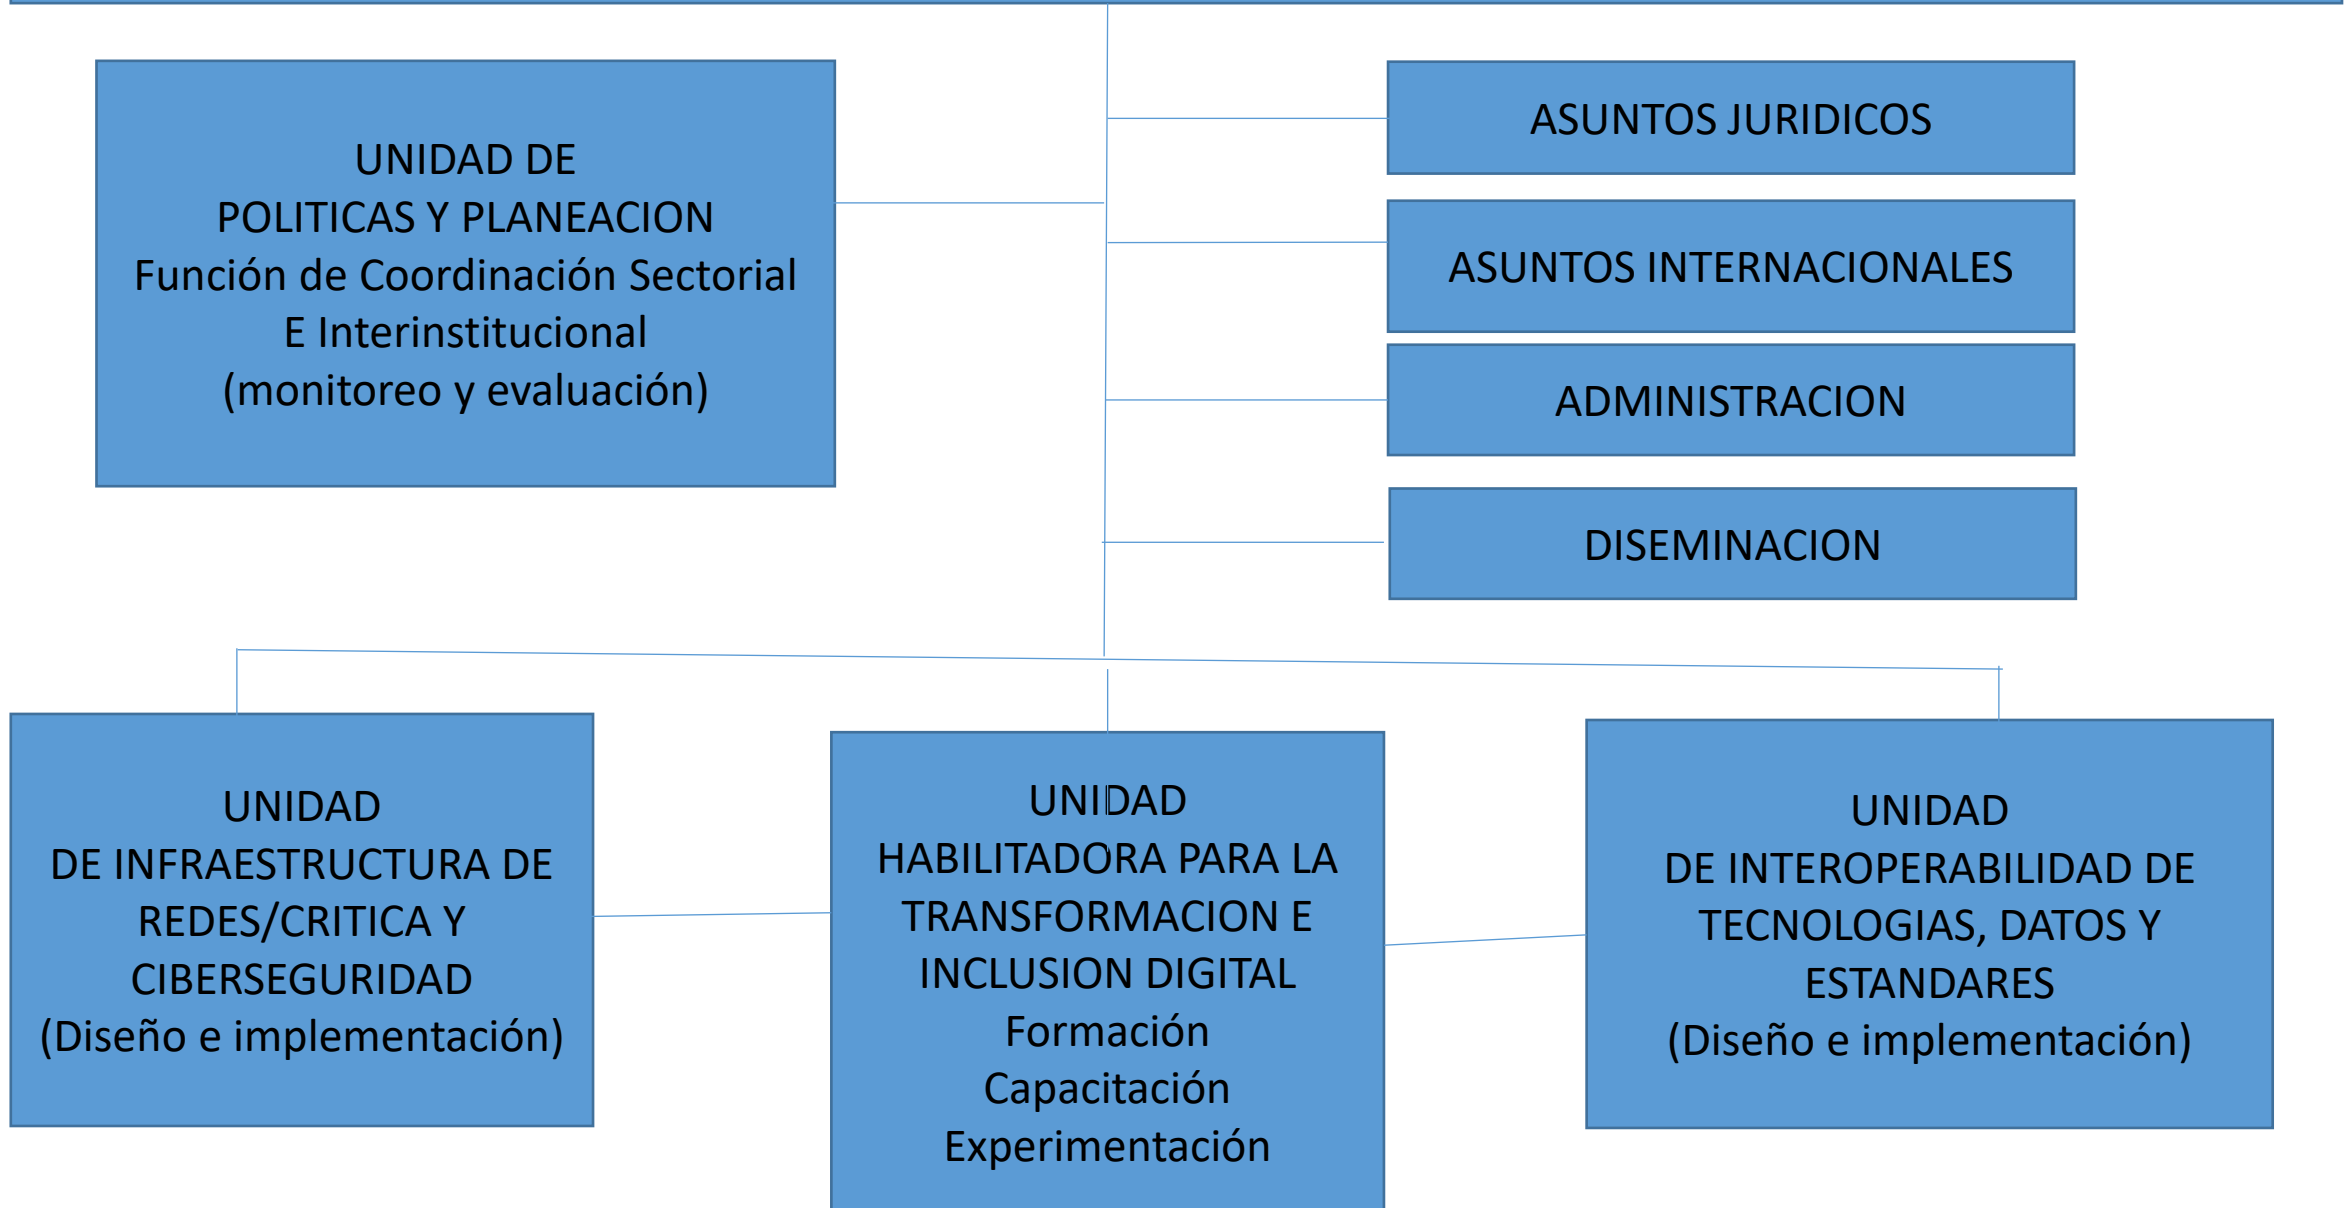 UNIDAD DE
POLITICAS Y PLANEACION
Función de Coordinación Sectorial
E Interinstitucional
(monitoreo y evaluación)
ASUNTOS JURIDICOS
ASUNTOS INTERNACIONALES
ADMINISTRACION
DISEMINACION
UNIDAD
DE INFRAESTRUCTURA DE
REDES/CRITICA Y
CIBERSEGURIDAD
(Diseño e implementación)
UNIDAD
HABILITADORA PARA LA
TRANSFORMACION E
INCLUSION DIGITAL
Formación
Capacitación
Experimentación
UNIDAD
DE INTEROPERABILIDAD DE
TECNOLOGIAS, DATOS Y
ESTANDARES
(Diseño e implementación)